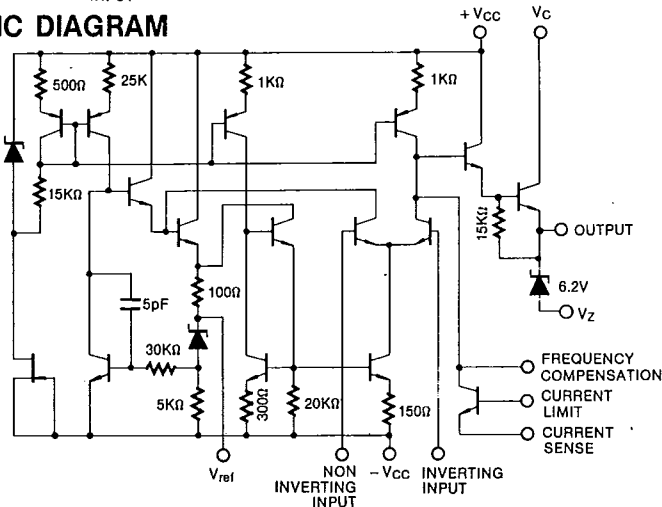 IC DIAGRAM
+ VCC
VC
500Ω
25K
1KΩ
1KΩ
15KΩ
15KΩ
OUTPUT
100Ω
5pF
6.2V
VZ
30KΩ
FREQUENCY
COMPENSATION
5KΩ
300Ω
20KΩ
150Ω
CURRENT
LIMIT
CURRENT
SENSE
Vref
NON
INVERTING
INPUT
– VCC
INVERTING
INPUT